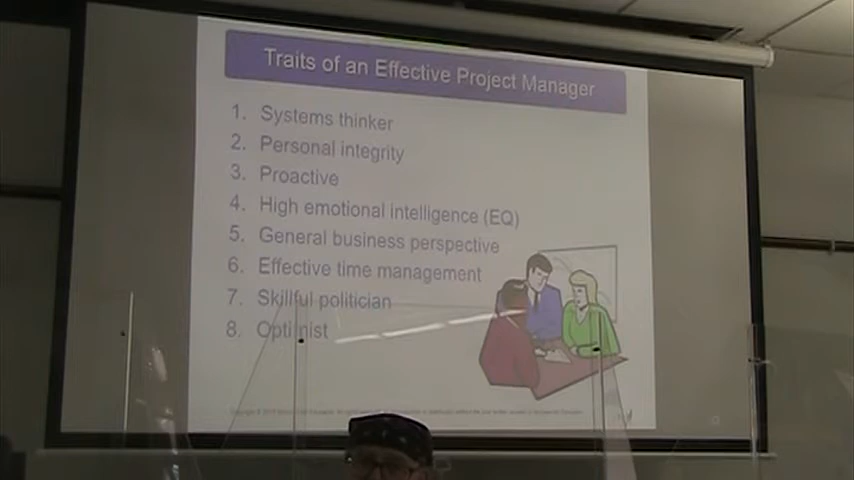 Traits of an Effective Project Manager
1. Systems thinker
2. Personal integrity
3. Proactive
4. High emotional intelligence (EQ)
5. General business perspective
6. Effective time management
7. Skillful politician
8. Optimist